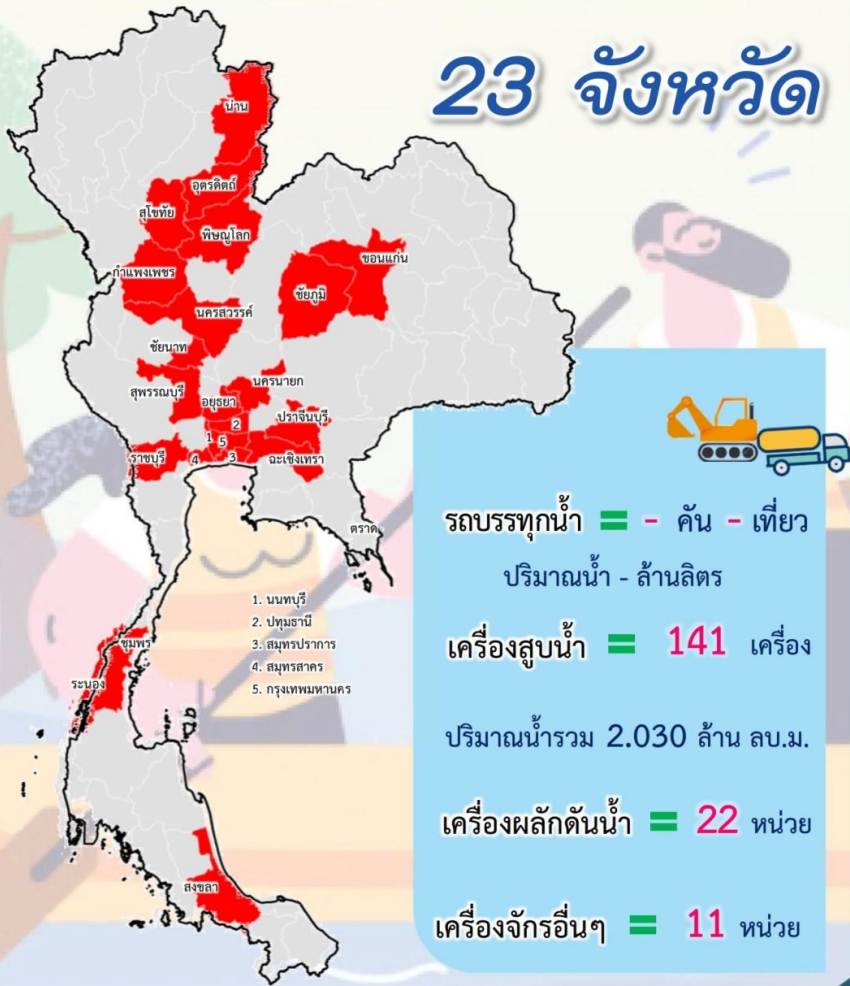 23 จังหวัด
น่าน
อุตรดิตถ์
สุโขทัย
พิษณุโลก
กำแพงเพชร
ขอนแก่น
ชัยภูมิ
นครสวรรค์
ชัยนาท
สุพรรณบุรี
นครนายก
อยุธยา
ปราจีนบุรี
2
1
5
ราชบุรี
4
3
ฉะเชิงเทรา
ตราด
ชุมพร
ระนอง
สงขลา
1. นนทบุรี
2. ปทุมธานี
3. สมุทรปราการ
4. สมุทรสาคร
5. กรุงเทพมหานคร
รถบรรทุกน้ำ = - คัน - เที่ยว
ปริมาณน้ำ - ล้านลิตร
เครื่องสูบน้ำ = 141 เครื่อง
ปริมาณน้ำรวม 2.030 ล้าน ลบ.ม.
เครื่องผลักดันน้ำ = 22 หน่วย
เครื่องจักรอื่นๆ = 11 หน่วย